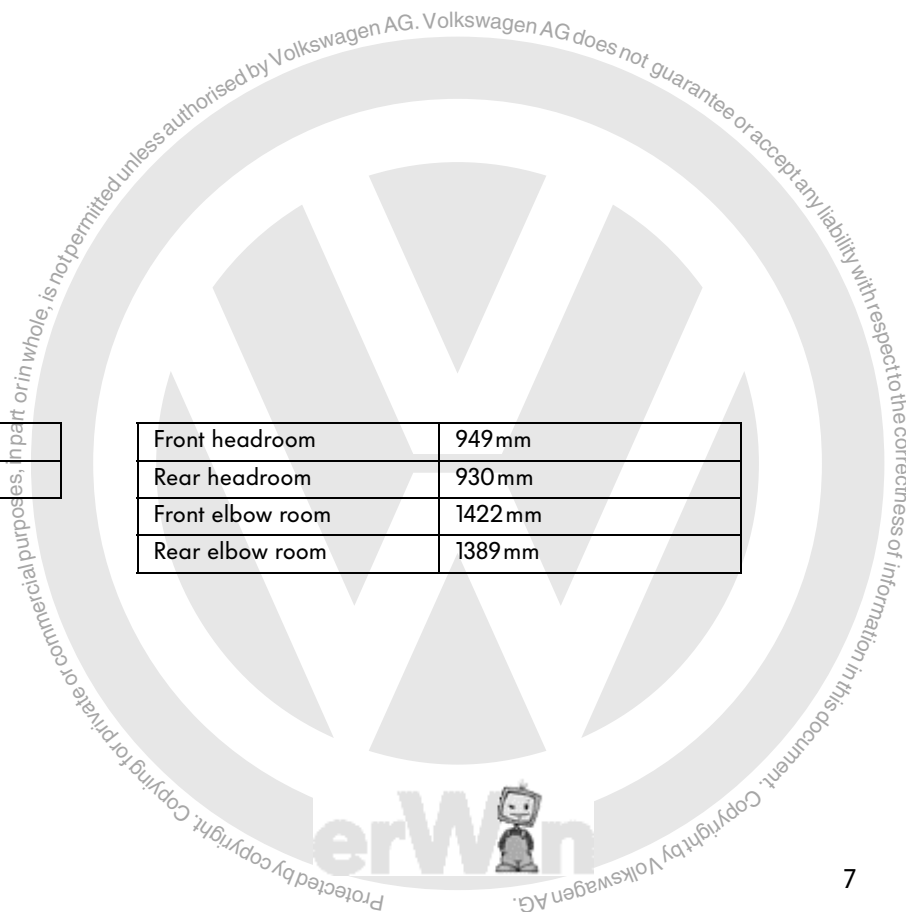 Protected by copyright. Copying for private or commercial purposes, in part or in whole, is not permitted unless authorised by Volkswagen AG. Volkswagen AG does not guarantee or accept any liability with respect to the correctness of information in this document. Copyright by Volkswagen AG.
Front headroom 949 mm
Rear headroom 930 mm
Front elbow room 1422 mm
Rear elbow room 1389 mm
erWin
7